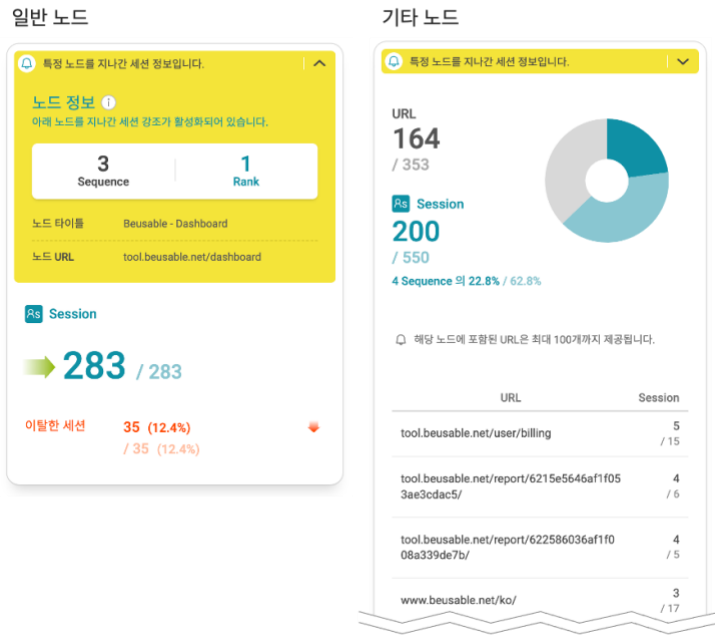 일반 노드
특정 노드를 지나간 세션 정보입니다.
노드 정보
아래 노드를 지나간 세션 강조가 활성화되어 있습니다.
3 1
Sequence Rank
노드 타이틀 Beusable - Dashboard
노드 URL tool.beusable.net/dashboard
Session
283 / 283
이탈한 세션 35 (12.4%)
/ 35 (12.4%)
기타 노드
특정 노드를 지나간 세션 정보입니다.
URL
164
/ 353
Session
200
/ 550
4 Sequence 의 22.8% / 62.8%
해당 노드에 포함된 URL은 최대 100개까지 제공됩니다.
URL Session
tool.beusable.net/user/billing 5
/ 15
tool.beusable.net/report/6215e5646af1f05 4
3ae3cdac5/ / 6
tool.beusable.net/report/622586036af1f0 4
08a339de7b/ / 5
www.beusable.net/ko/ 3
/ 17